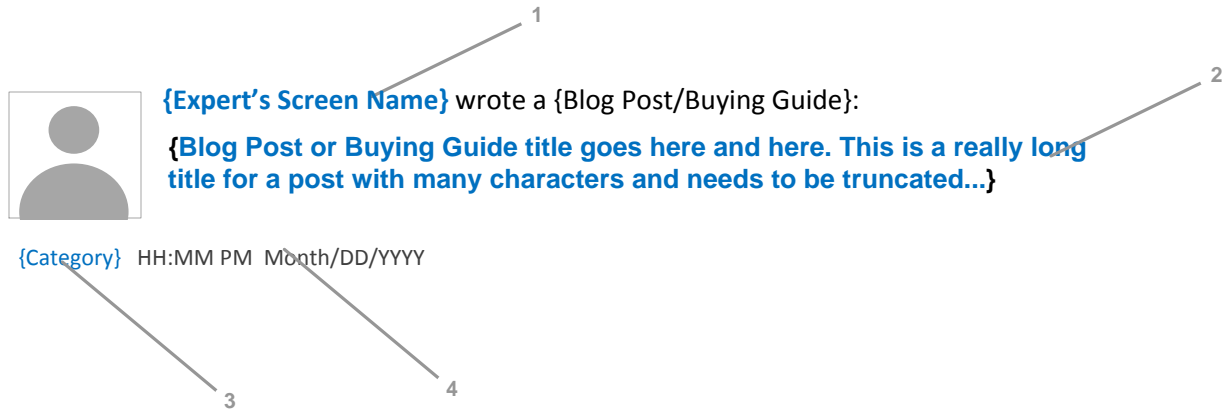 1
2
{Expert’s Screen Name} wrote a {Blog Post/Buying Guide}:
{Blog Post or Buying Guide title goes here and here. This is a really long
title for a post with many characters and needs to be truncated...}
{Category} HH:MM PM Month/DD/YYYY
3
4